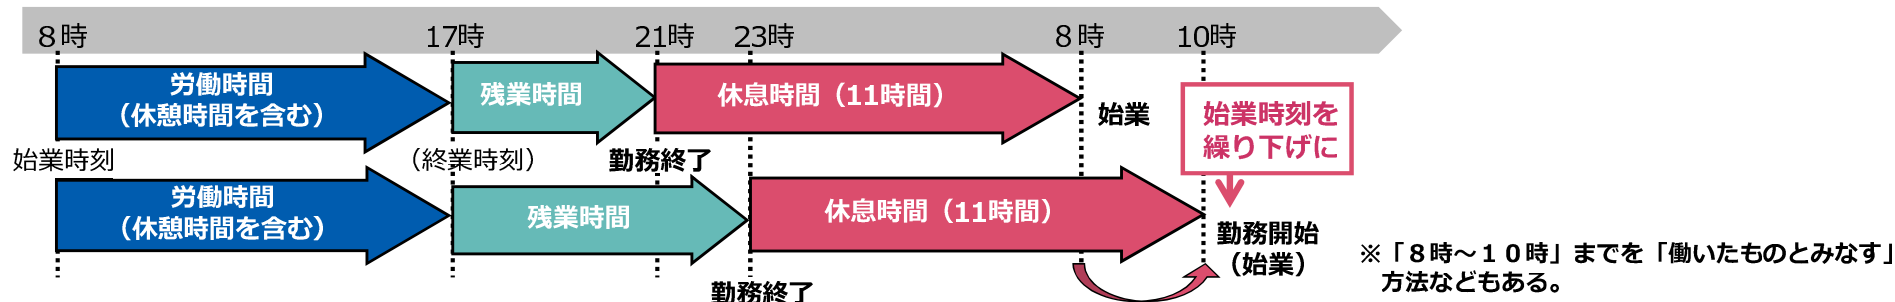 ８時
17時
21時
23時
８時
10時
労働時間
（休憩時間を含む）
残業時間
休息時間（11時間）
始業
始業時刻を
繰り下げに
始業時刻
（終業時刻）
勤務終了
労働時間
（休憩時間を含む）
残業時間
休息時間（11時間）
勤務開始
（始業）
※「８時～１０時」までを「働いたものとみなす」
方法などもある。
勤務終了